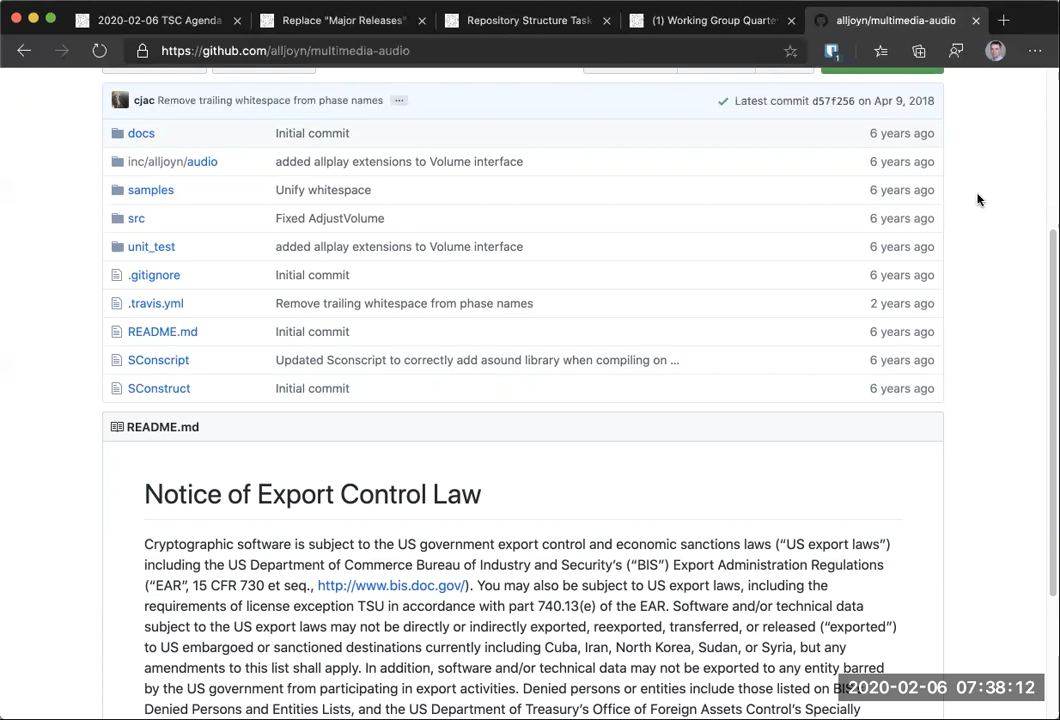 2020-02-06 TSC Agenda
Replace "Major Releases"
Repository Structure Task
(1) Working Group Quarte
alljoyn/multimedia-audio
https://github.com/alljoyn/multimedia-audio
1
cjac Remove trailing whitespace from phase names ...
Latest commit d57f256 on Apr 9, 2018
docs Initial commit 6 years ago
inc/alljoyn/audio added allplay extensions to Volume interface 6 years ago
samples Unify whitespace 6 years ago
src Fixed AdjustVolume 6 years ago
unit_test added allplay extensions to Volume interface 6 years ago
.gitignore Initial commit 6 years ago
.travis.yml Remove trailing whitespace from phase names 2 years ago
README.md Initial commit 6 years ago
SConscript Updated Sconscript to correctly add asound library when compiling on ... 6 years ago
SConstruct Initial commit 6 years ago
README.md
Notice of Export Control Law
Cryptographic software is subject to the US government export control and economic sanctions laws (“US export laws”)
including the US Department of Commerce Bureau of Industry and Security’s (“BIS”) Export Administration Regulations
(“EAR”, 15 CFR 730 et seq., http://www.bis.doc.gov/). You may also be subject to US export laws, including the
requirements of license exception TSU in accordance with part 740.13(e) of the EAR. Software and/or technical data
subject to the US export laws may not be directly or indirectly exported, reexported, transferred, or released (“exported”)
to US embargoed or sanctioned destinations currently including Cuba, Iran, North Korea, Sudan, or Syria, but any
amendments to this list shall apply. In addition, software and/or technical data may not be exported to any entity barred
by the US government from participating in export activities. Denied persons or entities include those listed on
2020-02-06 07:38:12
Denied Persons and Entities Lists, and the US Department of Treasury’s Office of Foreign Assets Control’s Specially